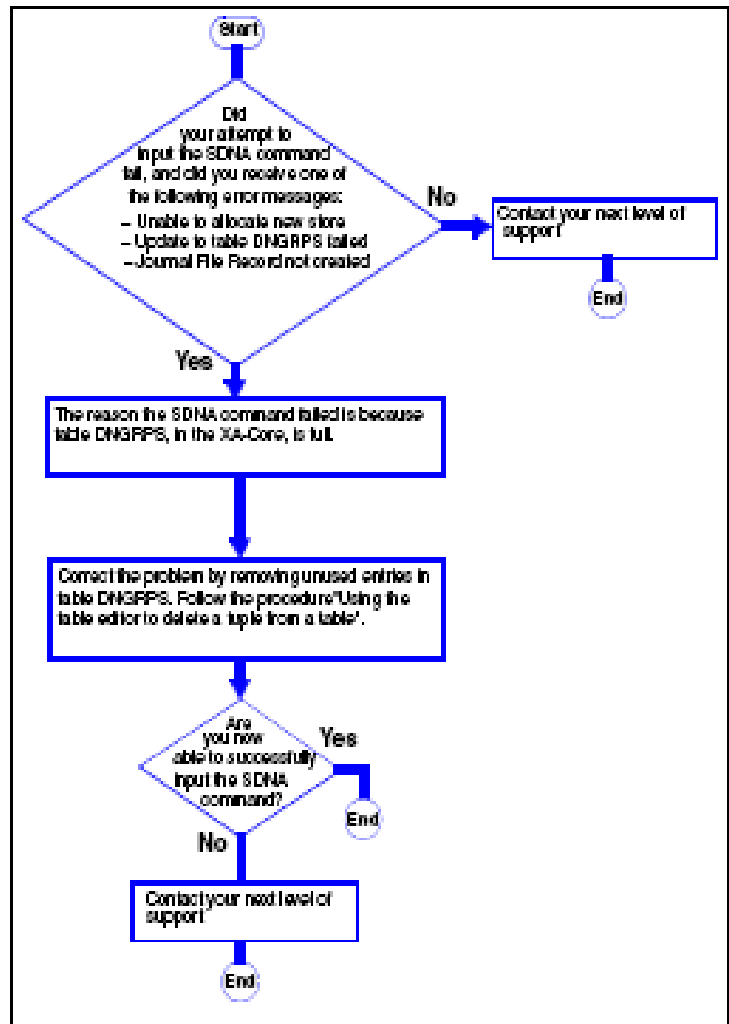 Start
Did
your attempt to
input the SDNA command
fail, and did you receive one of
the following error messages:
– Unable to allocate new store
– Update to table DNGRPS failed
– Journal File Record not created
No
Contact your next level of
support
End
Yes
The reason the SDNA command failed is because
table DNGRPS, in the XA-Core, is full.
Correct the problem by removing unused entries in
table DNGRPS. Follow the procedure "Using the
table editor to delete a tuple from a table".
Are
you now
able to successfully
input the SDNA
command?
Yes
End
No
Contact your next level of
support
End